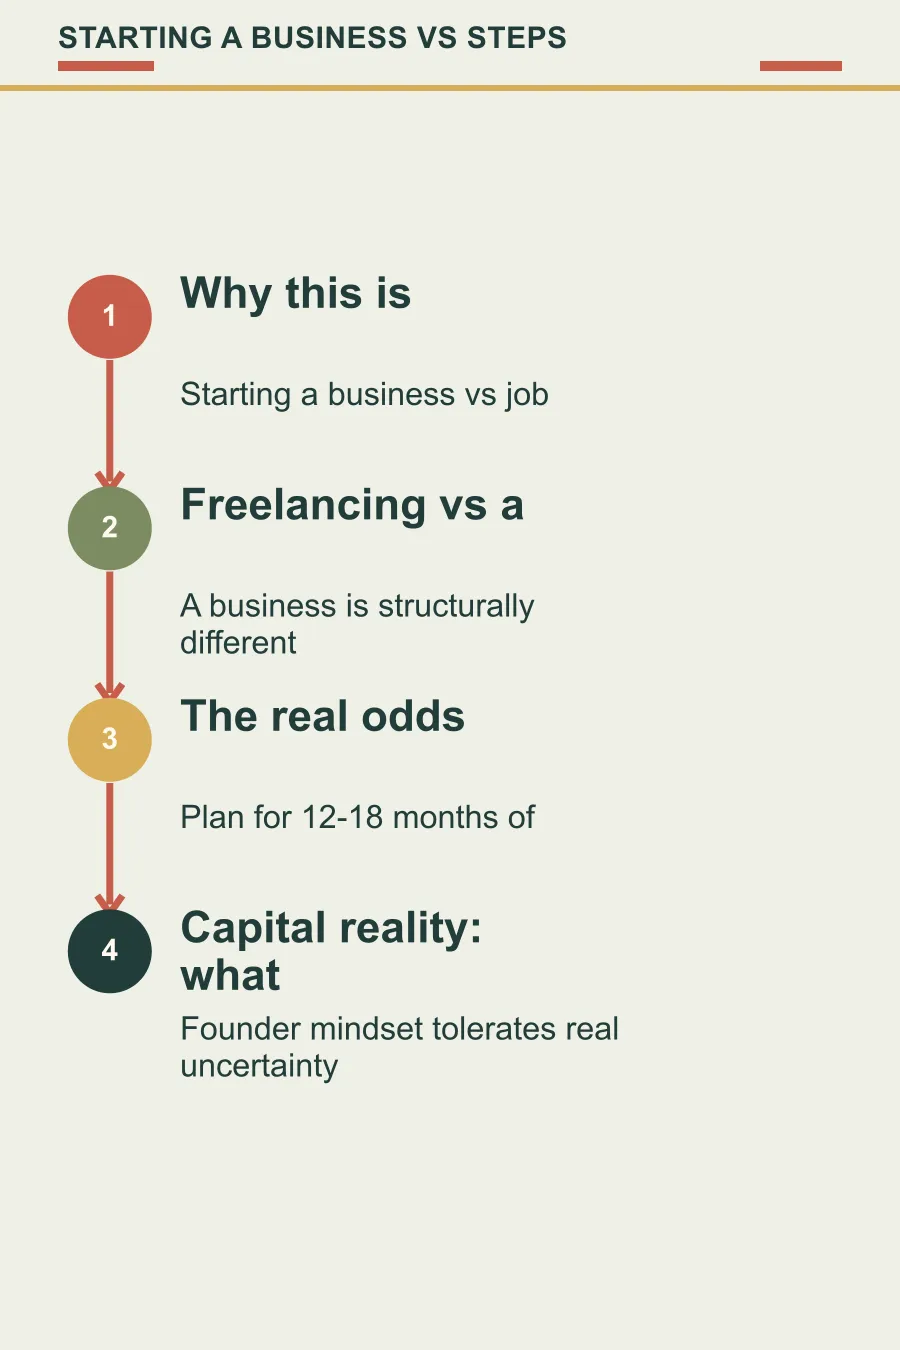 STARTING A BUSINESS VS STEPS
1
Why this is
Starting a business vs job
2
Freelancing vs a
A business is structurally
different
3
The real odds
Plan for 12-18 months of
4
Capital reality:
what
Founder mindset tolerates real
uncertainty